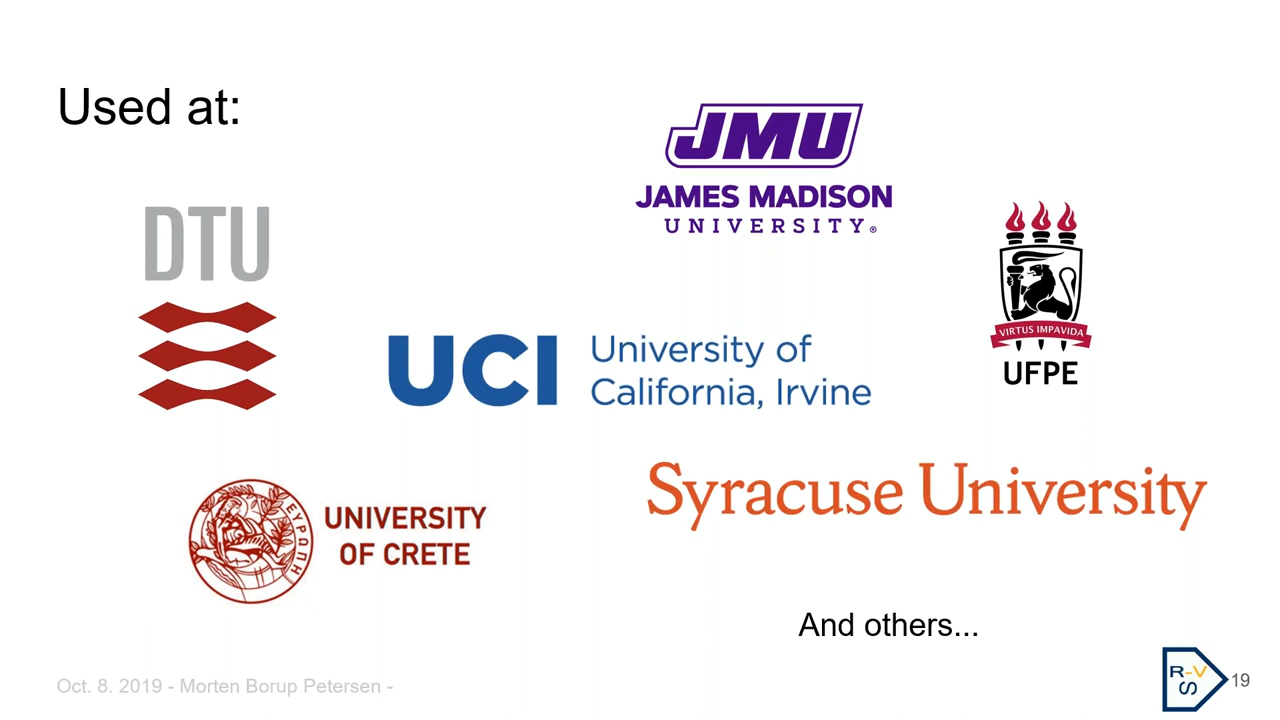 Used at:
JMU
JAMES MADISON
UNIVERSITY®
DTU
VIRTUS IMPAVIDA
UFPE
UCI
University of
California, Irvine
ΕΥΡΩΠΗ
UNIVERSITY
OF CRETE
Syracuse University
And others...
Oct. 8. 2019 - Morten Borup Petersen -
R-V
S
19